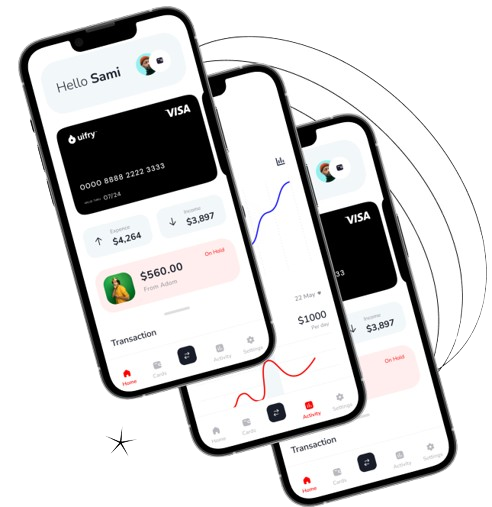 Hello Sami
VISA
uifry
0000 8888 2222 3333
07/24
Expense
$4,264
Income
$3,897
$560.00
From Adam
On Hold
Transaction
Home
Cards
Activity
Settings
22 May
$1000
Per day
Home
Cards
Activity
Settings
VISA
33
Income
$3,897
On Hold
Transaction
Home
Cards
Activity
Settings